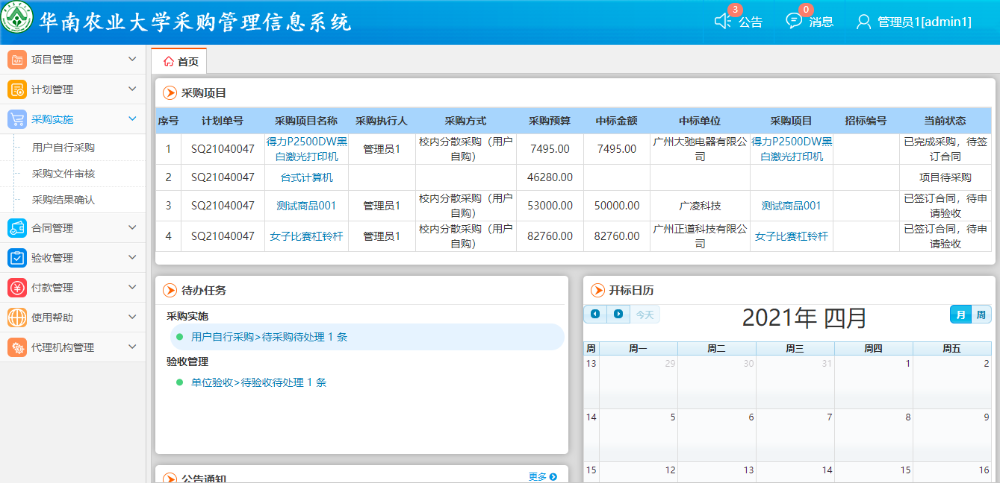 华南农业大学采购管理信息系统
3
公告
0
消息
管理员1[admin1]
项目管理
计划管理
采购实施
用户自行采购
采购文件审核
采购结果确认
合同管理
验收管理
付款管理
使用帮助
代理机构管理
首页
采购项目
序号 计划单号 采购项目名称 采购执行人 采购方式 采购预算 中标金额 中标单位 采购项目 招标编号 当前状态
1 SQ21040047 得力P2500DW黑 管理员1 校内分散采购（用户 7495.00 7495.00 广州大驰电器有限公 得力P2500DW黑 已完成采购，待签
白激光打印机 自购） 司 白激光打印机 订合同
2 SQ21040047 台式计算机 46280.00 项目待采购
3 SQ21040047 测试商品001 管理员1 校内分散采购（用户 53000.00 50000.00 广凌科技 测试商品001 已签订合同，待申
自购） 请验收
4 SQ21040047 女子比赛杠铃杆 管理员1 校内分散采购（用户 82760.00 82760.00 广州正道科技有限公 女子比赛杠铃杆 已签订合同，待申
自购） 司 请验收
待办任务
采购实施
用户自行采购>待采购待处理 1 条
验收管理
单位验收>待验收待处理 1 条
公告通知
更多
开标日历
今天
2021年 四月
月 周
周 周一 周二 周三 周四 周五
13 29 30 31 1 2
14 5 6 7 8 9
15 12 13 14 15 16